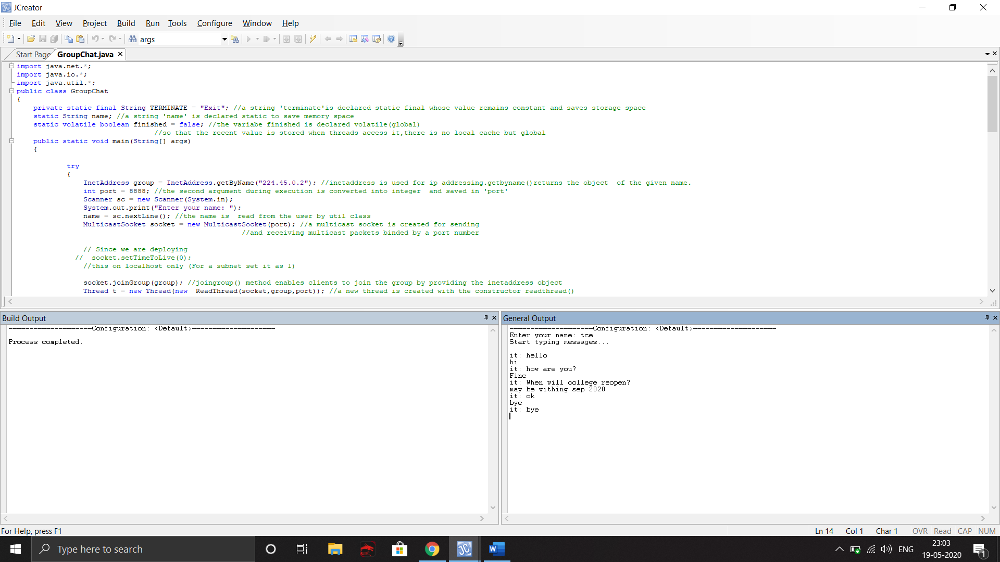 JCreator
File Edit View Project Build Run Tools Configure Window Help
args
Start Page GroupChat.java
import java.net.*;
import java.io.*;
import java.util.*;
public class GroupChat
{
private static final String TERMINATE = "Exit"; //a string 'terminate'is declared static final whose value remains constant and saves storage space
static String name; //a string 'name' is declared static to save memory space
static volatile boolean finished = false; //the variabe finished is declared volatile(global)
//so that the recent value is stored when threads access it,there is no local cache but global
public static void main(String[] args)
{
try
{
InetAddress group = InetAddress.getByName("224.45.0.2"); //inetaddress is used for ip addressing.getbyname()returns the object  of the given name.
int port = 8888; //the second argument during execution is converted into integer  and saved in 'port'
Scanner sc = new Scanner(System.in);
System.out.print("Enter your name: ");
name = sc.nextLine(); //the name is  read from the user by util class
MulticastSocket socket = new MulticastSocket(port); //a multicast socket is created for sending
//and receiving multicast packets binded by a port number
// Since we are deploying
//  socket.setTimeToLive(0);
//this on localhost only (For a subnet set it as 1)
socket.joinGroup(group); //joingroup() method enables clients to join the group by providing the inetaddress object
Thread t = new Thread(new  ReadThread(socket,group,port)); //a new thread is created with the constructor readthread()
Build Output
--------------------Configuration: <Default>--------------------
Process completed.
General Output
--------------------Configuration: <Default>--------------------
Enter your name: tce
Start typing messages...
it: hello
hi
it: how are you?
Fine
it: When will college reopen?
may be withing sep 2020
it: ok
bye
it: bye
For Help, press F1
Ln 14 Col 1 Char 1 OVR Read CAP NUM
Type here to search
ENG
23:03
19-05-2020
1